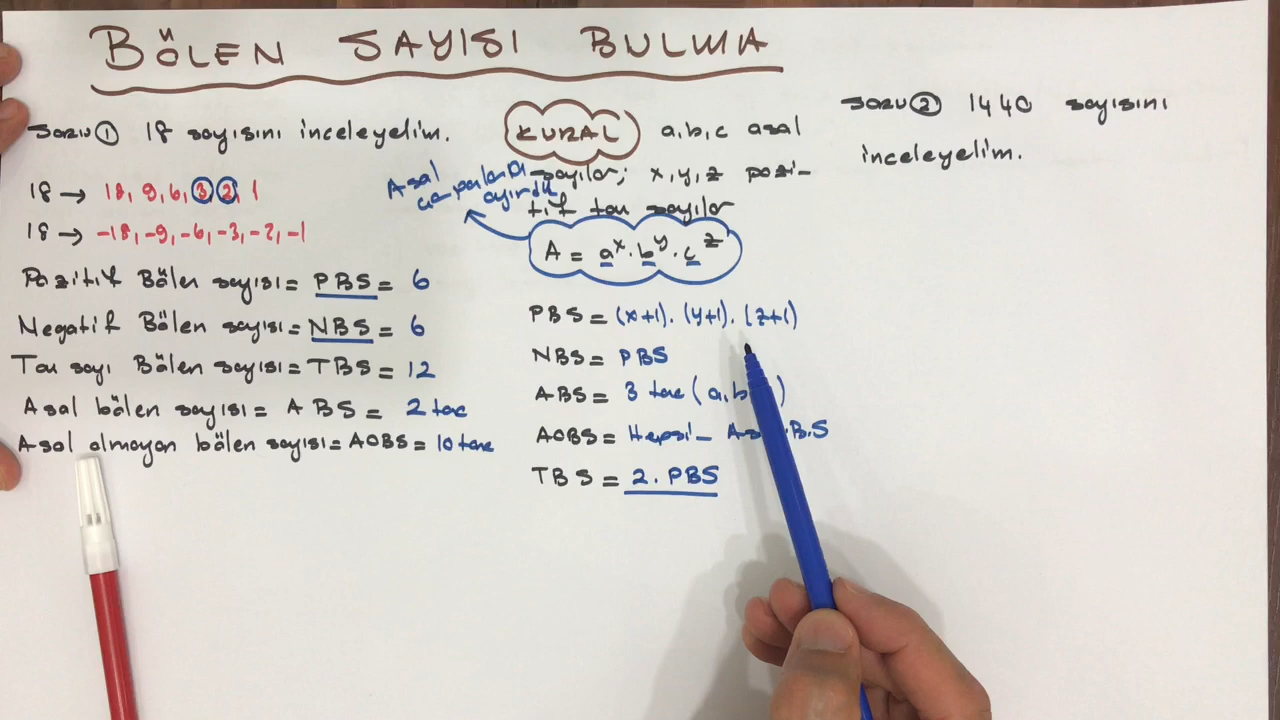 BÖLEN SAYISI BULMA
SORU 1 18 sayısını inceleyelim.
18 → 18, 9, 6, 3, 2, 1
18 → -18, -9, -6, -3, -2, -1
Pozitif Bölen sayısı = PBS = 6
Negatif Bölen sayısı = NBS = 6
Tam sayı Bölen sayısı = TBS = 12
Asal bölen sayısı = ABS = 2 tane
Asal olmayan bölen sayısı = AOBS = 10 tane
KURAL a,b,c asal
sayılar; x,y,z pozi-
tif tam sayılar
Asal
çarpanlarına
ayırdık
A = a^x . b^y . c^z
PBS = (x+1) . (y+1) . (z+1)
NBS = PBS
ABS = 3 tane (a,b )
AOBS = Hepsi - B.S
TBS = 2. PBS
SORU 2 1440 sayısını
inceleyelim.